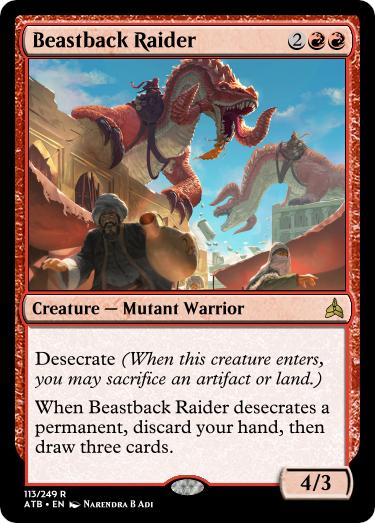 Beastback Raider 2
Creature — Mutant Warrior
Desecrate (When this creature enters,
you may sacrifice an artifact or land.)
When Beastback Raider desecrates a
permanent, discard your hand, then
draw three cards.
4/3
113/249 R
ATB • EN Narendra B Adi